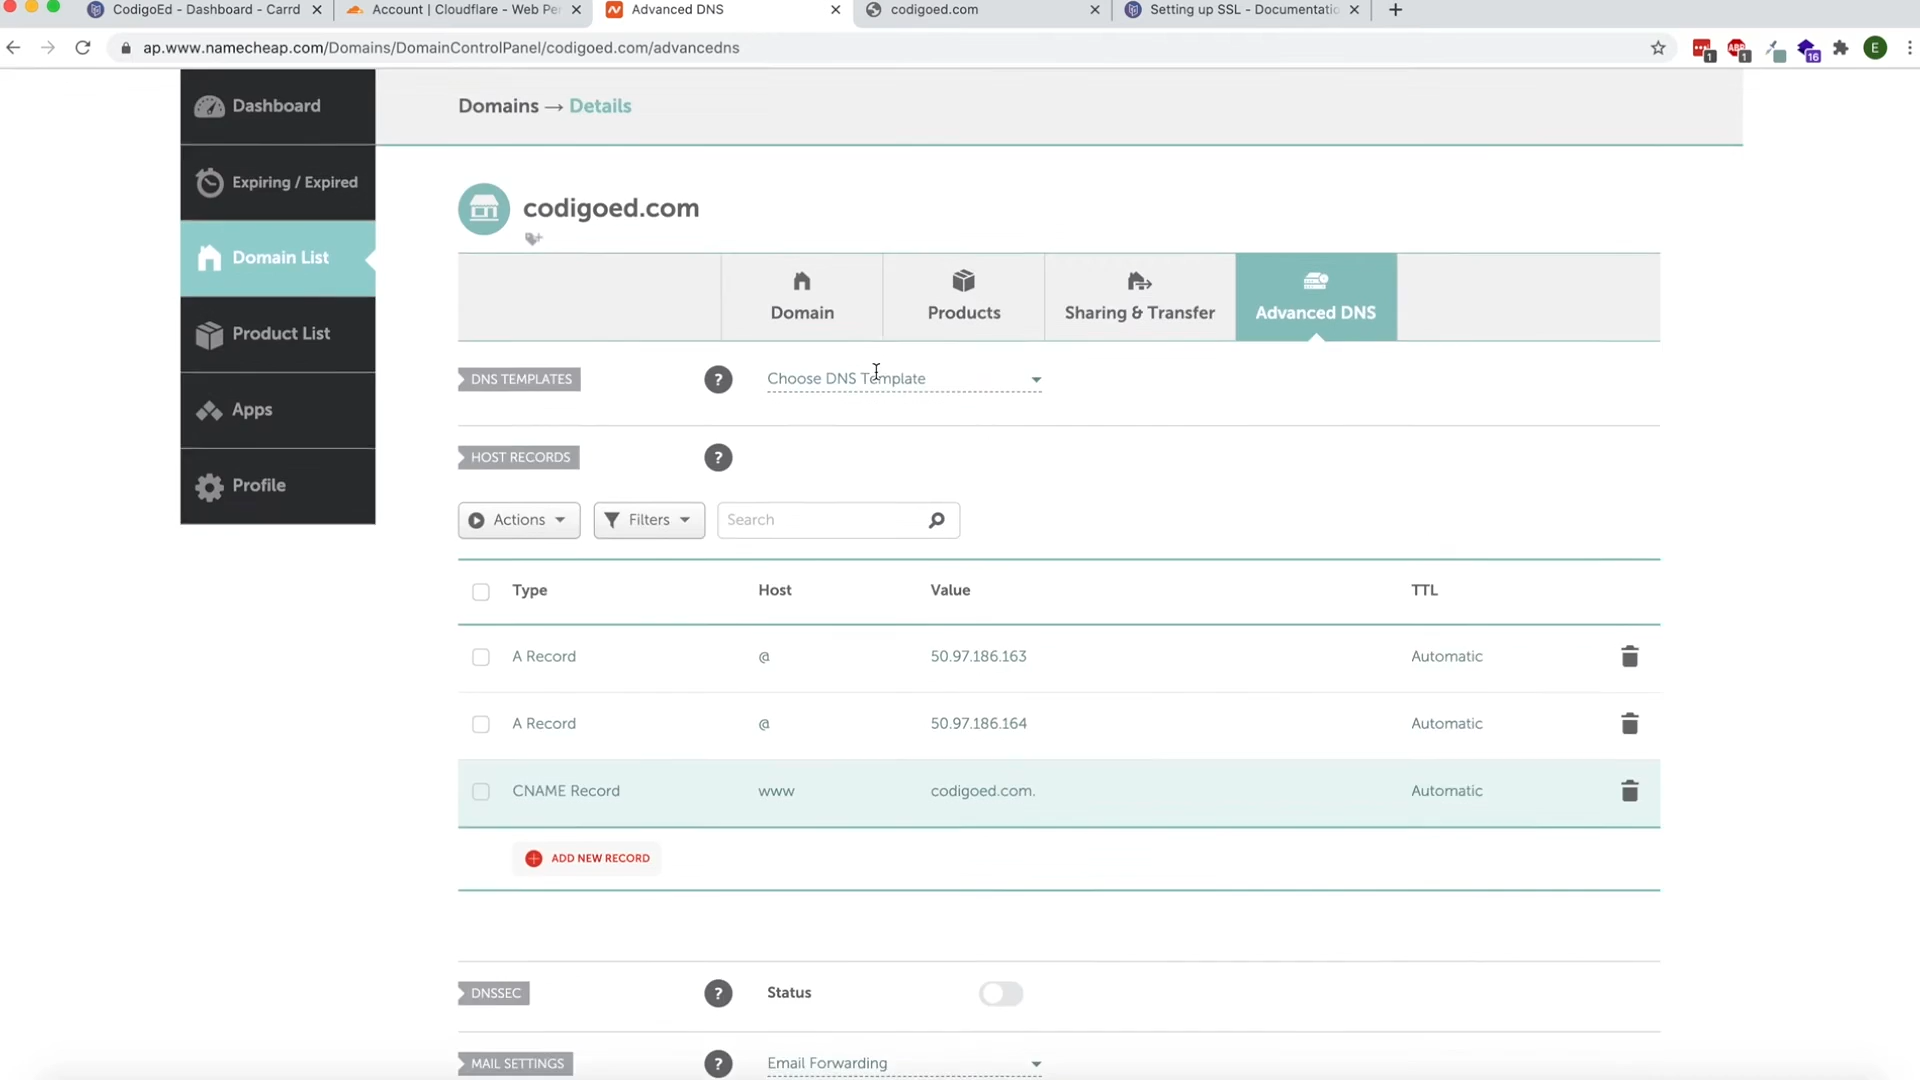 CodigoEd - Dashboard - Carrd
Account | Cloudflare - Web Pe
Advanced DNS
codigoed.com
Setting up SSL - Documentatio
ap.www.namecheap.com/Domains/DomainControlPanel/codigoed.com/advancedns
1
1
16
E
Dashboard
Expiring / Expired
Domain List
Product List
Apps
Profile
Domains → Details
codigoed.com
Domain
Products
Sharing & Transfer
Advanced DNS
DNS TEMPLATES
?
Choose DNS Template
HOST RECORDS
?
Actions
Filters
Search
Type Host Value TTL
A Record @ 50.97.186.163 Automatic
A Record @ 50.97.186.164 Automatic
CNAME Record www codigoed.com. Automatic
ADD NEW RECORD
DNSSEC
?
Status
MAIL SETTINGS
?
Email Forwarding